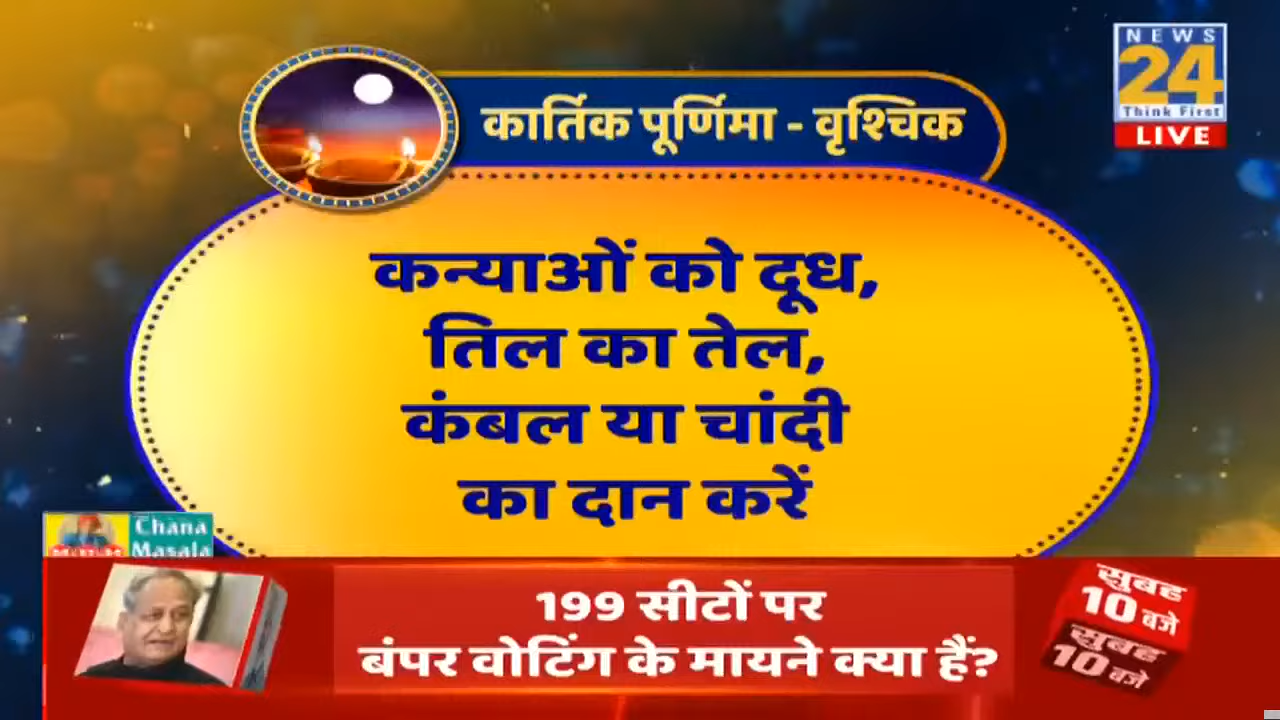 कार्तिक पूर्णिमा - वृश्चिक
NEWS
24
Think First
LIVE
कन्याओं को दूध,
तिल का तेल,
कंबल या चांदी
का दान करें
Chana
Masala
199 सीटों पर
बंपर वोटिंग के मायने क्या हैं?
सुबह
10 बजे
सुबह
10 बजे